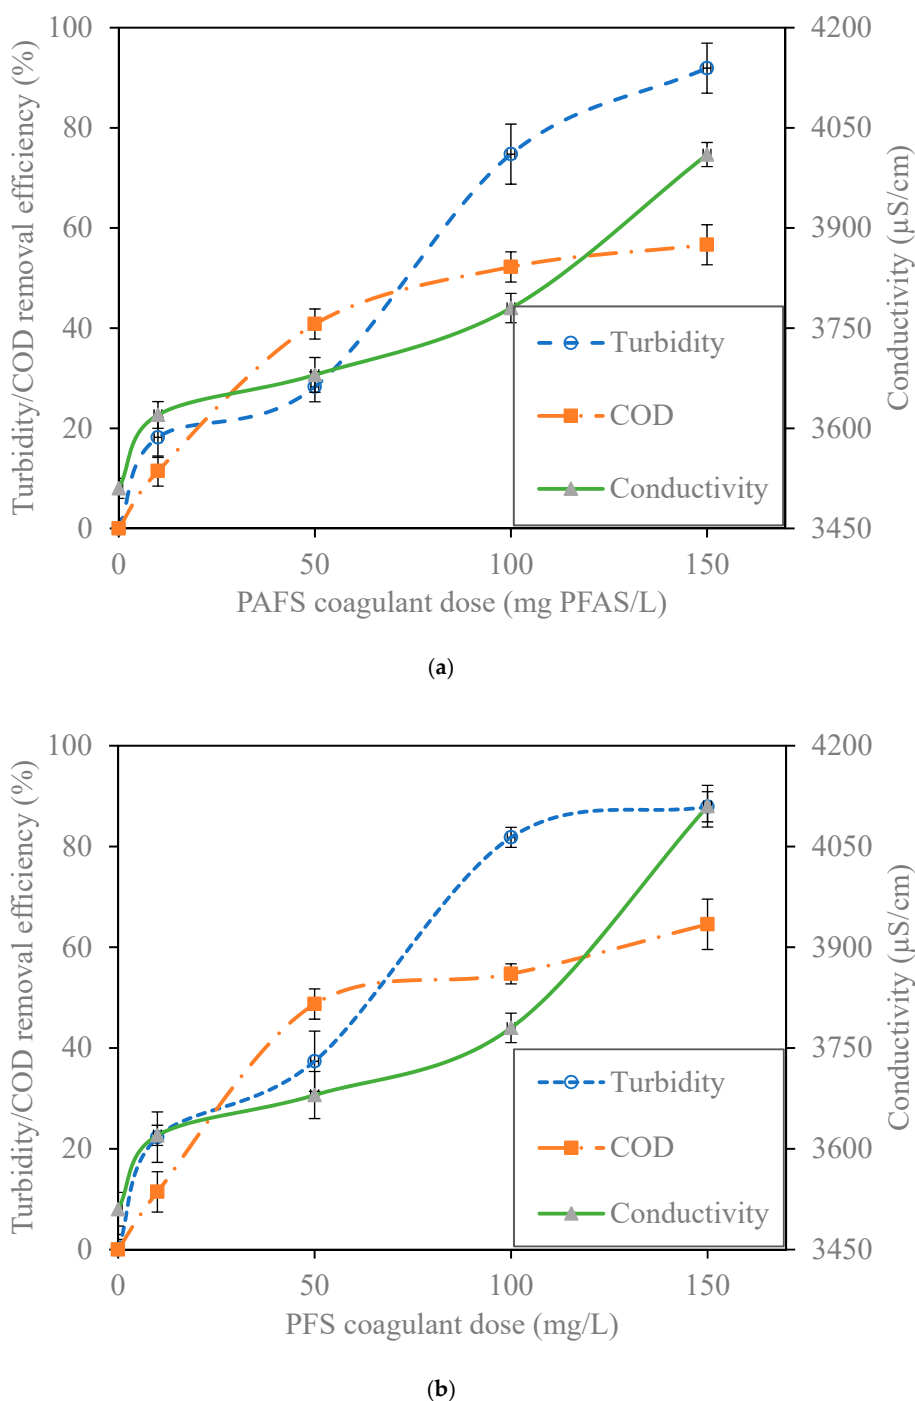 Turbidity/COD removal efficiency (%)
100
80
60
40
20
0
4200
4050
3900
3750
3600
3450
Conductivity (µS/cm)
Turbidity
COD
Conductivity
0 50 100 150
PAFS coagulant dose (mg PFAS/L)
(a)
Turbidity/COD removal efficiency (%)
100
80
60
40
20
0
4200
4050
3900
3750
3600
3450
Conductivity (µS/cm)
Turbidity
COD
Conductivity
0 50 100 150
PFS coagulant dose (mg/L)
(b)